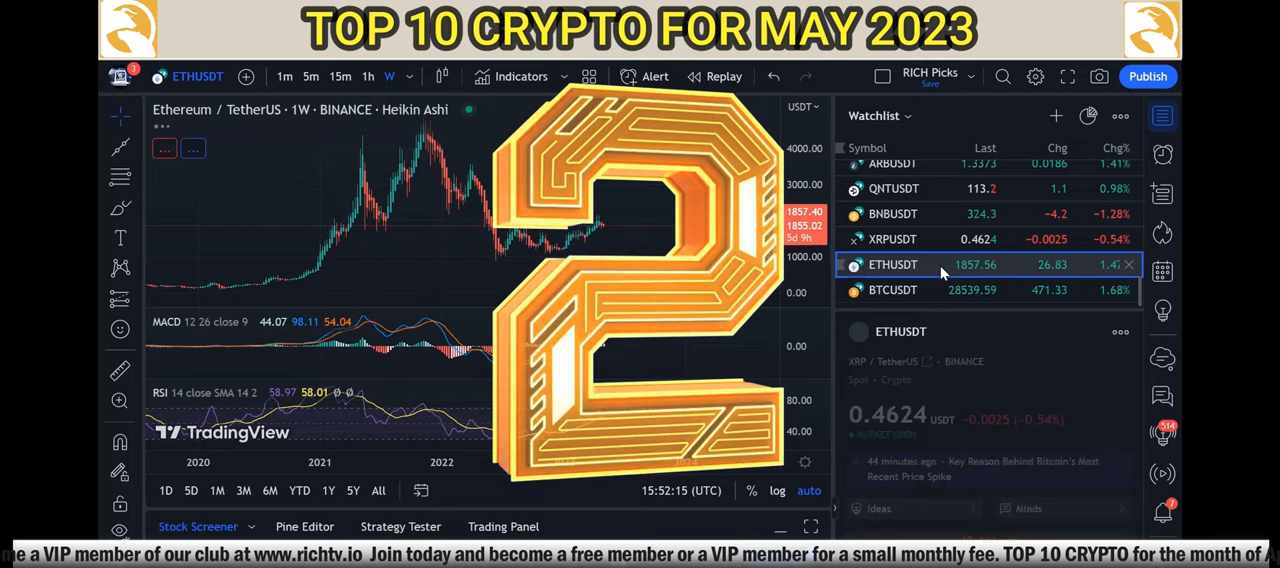 TOP 10 CRYPTO FOR MAY 2023
3 ETHUSDT 1m 5m 15m 1h W Indicators Alert Replay RICH Picks Save Publish
Ethereum / TetherUS · 1W · BINANCE · Heikin Ashi USDT
... ...
4000.00
3000.00
1857.40
1855.02
5d 9h
1000.00
0.00
MACD 12 26 close 9 44.07 98.11 54.04
0.00
RSI 14 close SMA 14 2 58.97 58.01 Ø Ø
80.00
40.00
TradingView
2020 2021 2022 2024
1D 5D 1M 3M 6M YTD 1Y 5Y All 15:52:15 (UTC) % log auto
Stock Screener Pine Editor Strategy Tester Trading Panel
2
Watchlist
Symbol Last Chg Chg%
ARBUSDT 1.3373 0.0186 1.41%
QNTUSDT 113.2 1.1 0.98%
BNBUSDT 324.3 −4.2 −1.28%
XRPUSDT 0.4624 −0.0025 −0.54%
ETHUSDT 1857.56 26.83 1.47
BTCUSDT 28539.59 471.33 1.68%
ETHUSDT
XRP / TetherUS · BINANCE
Spot · Crypto
0.4624 USDT −0.0025 (−0.54%)
MARKET OPEN
44 minutes ago · Key Reason Behind Bitcoin's Most
Recent Price Spike
Ideas Minds
514
7
me a VIP member of our club at www.richtv.io Join today and become a free member or a VIP member for a small monthly fee. TOP 10 CRYPTO for the month of